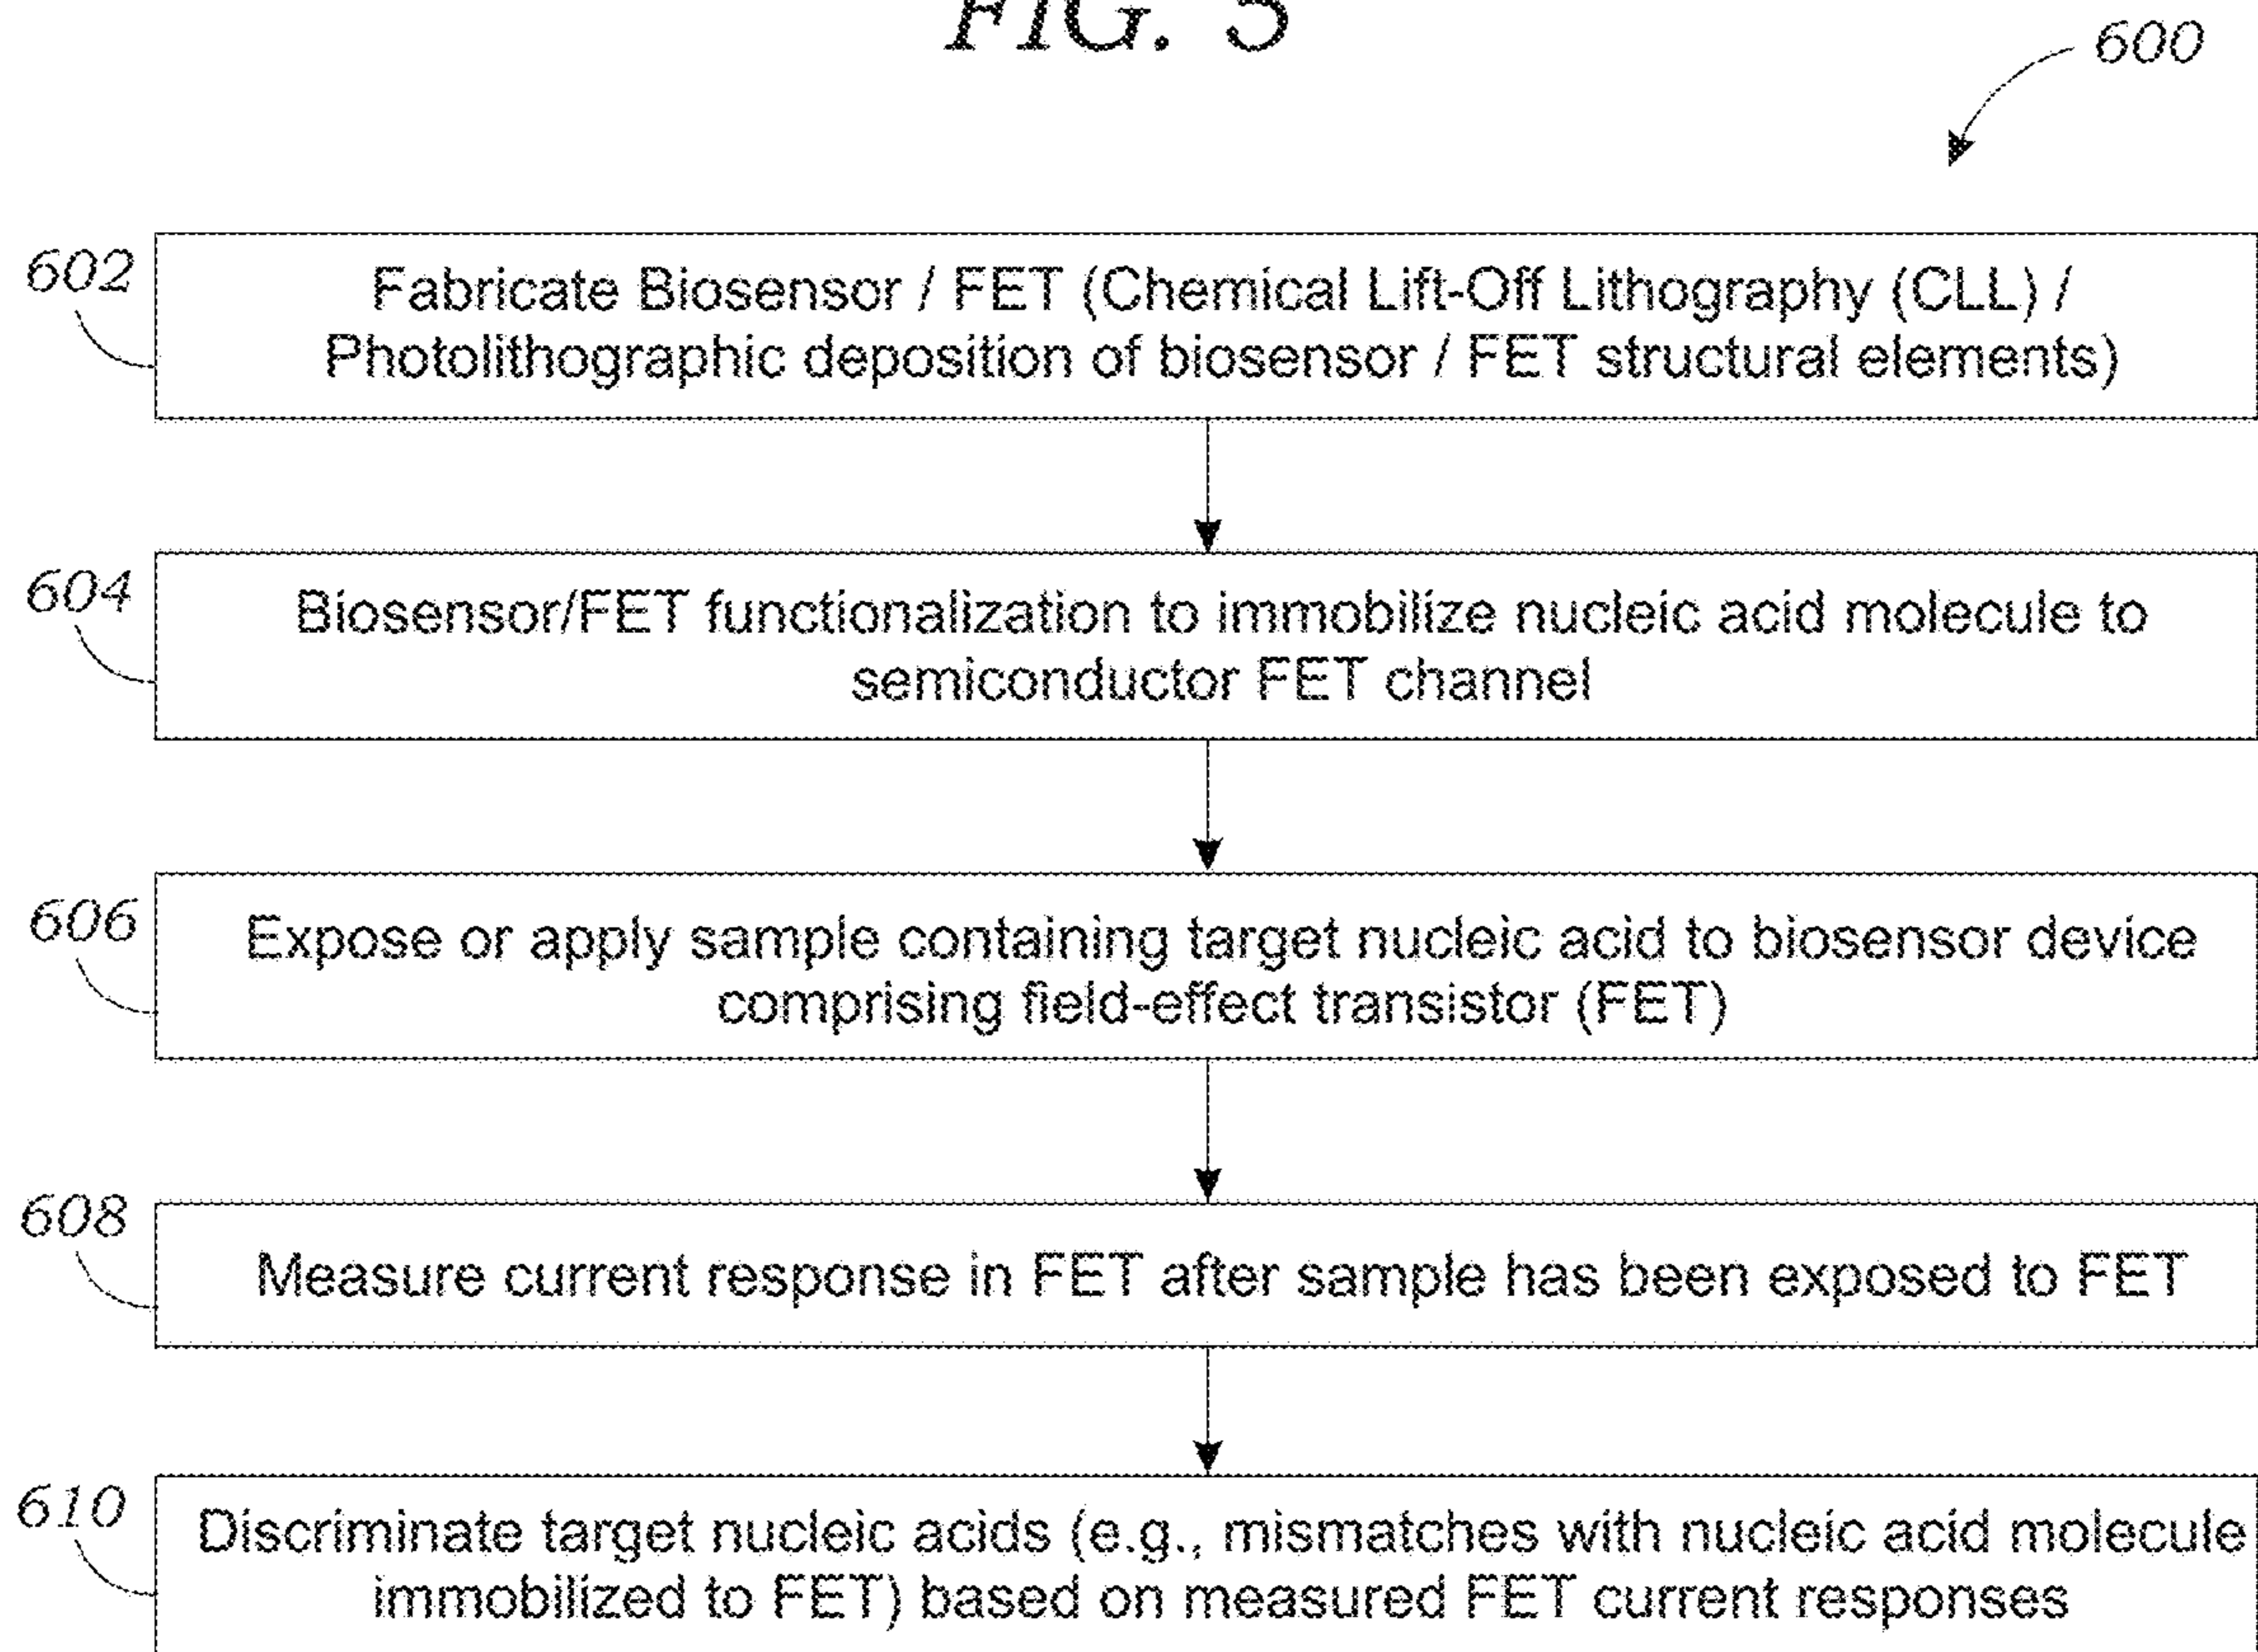 FIG. 5
600
602
Fabricate Biosensor / FET (Chemical Lift-Off Lithography (CLL) /
Photolithographic deposition of biosensor / FET structural elements)
604
Biosensor/FET functionalization to immobilize nucleic acid molecule to
semiconductor FET channel
606
Expose or apply sample containing target nucleic acid to biosensor device
comprising field-effect transistor (FET)
608
Measure current response in FET after sample has been exposed to FET
610
Discriminate target nucleic acids (e.g., mismatches with nucleic acid molecule
immobilized to FET) based on measured FET current responses